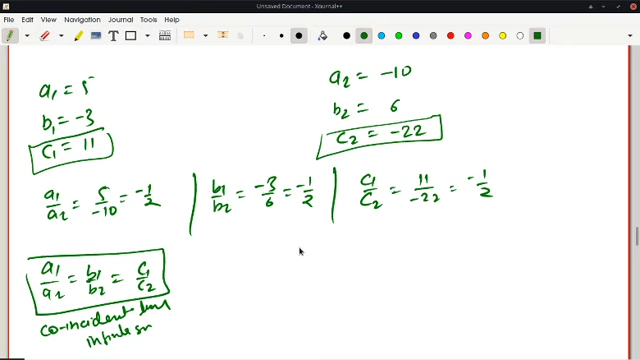 Unsaved Document - Xournal++
File Edit View Navigation Journal Tools Plugin Help
a₁ = 5
b₁ = -3
c₁ = 11
a₂ = -10
b₂ = 6
c₂ = -22
a₁/a₂ = 5/-10 = -1/2 | b₁/b₂ = -3/6 = -1/2 | c₁/c₂ = 11/-22 = -1/2
a₁/a₂ = b₁/b₂ = c₁/c₂
co-incident